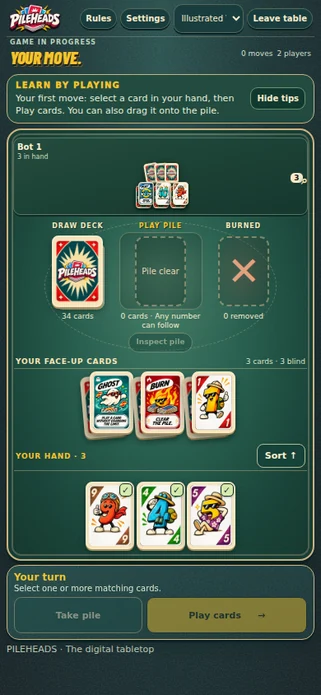 PILEHEADS
Rules
Settings
Illustrated
Leave table
GAME IN PROGRESS
YOUR MOVE.
0 moves 2 players
LEARN BY PLAYING
Your first move: select a card in your hand, then
Play cards. You can also drag it onto the pile.
Hide tips
Bot 1
3 in hand
3
DRAW DECK
PLAY PILE
BURNED
PILEHEADS
Pile clear
34 cards
0 cards · Any number
can follow
0 removed
Inspect pile
YOUR FACE-UP CARDS
3 cards · 3 blind
GHOST
BURN
CLEAR
THE PILE.
YOUR HAND · 3
Sort ↑
9
4
5
Your turn
Select one or more matching cards.
Take pile
Play cards →
PILEHEADS · The digital tabletop